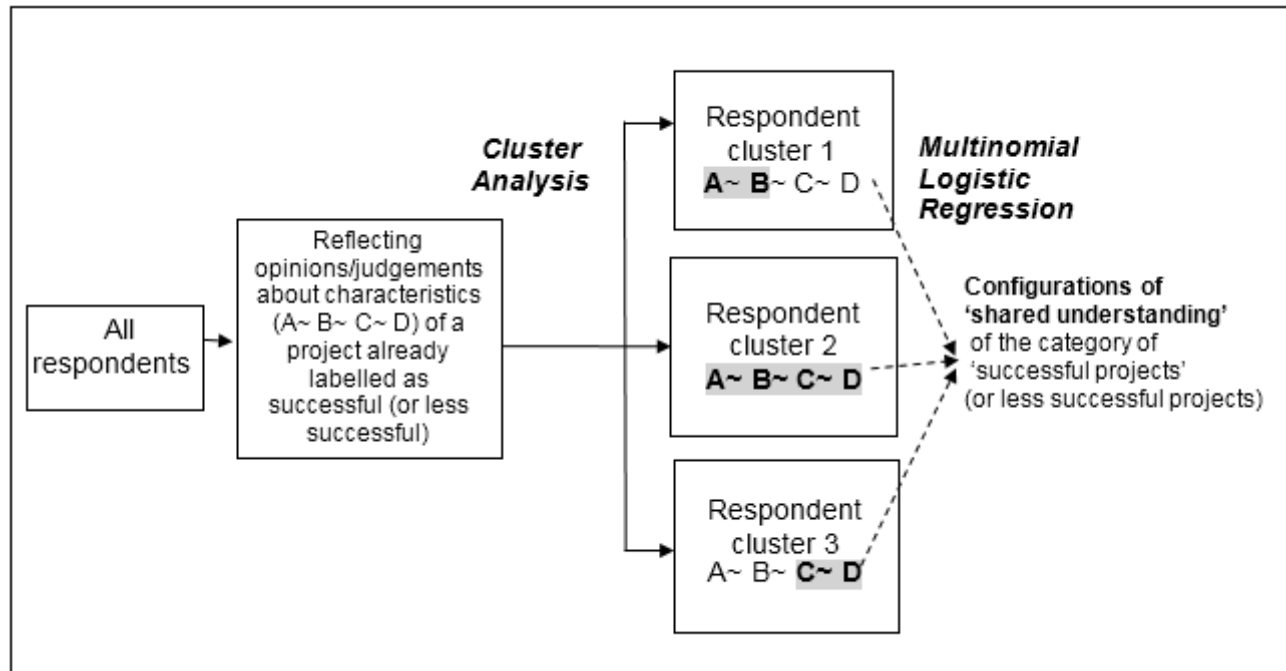 All
respondents
Reflecting
opinions/judgements
about characteristics
(A~ B~ C~ D) of a
project already
labelled as
successful (or less
successful)
Cluster
Analysis
Respondent
cluster 1
A~ B~ C~ D
Respondent
cluster 2
A~ B~ C~ D
Respondent
cluster 3
A~ B~ C~ D
Multinomial
Logistic
Regression
Configurations of
‘shared understanding’
of the category of
‘successful projects’
(or less successful projects)